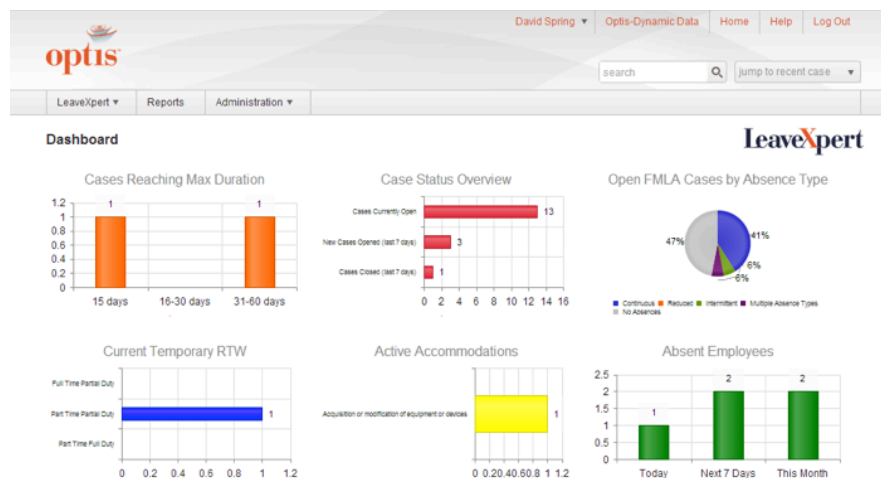 David Spring ▼ Optis-Dynamic Data Home Help Log Out
optis
search jump to recent case ▼
LeaveXpert ▼ Reports Administration ▼
Dashboard
LeaveXpert
Cases Reaching Max Duration
1.2
1
0.8
0.6
0.4
0.2
0
1 1
15 days 16-30 days 31-60 days
Case Status Overview
Cases Currently Open 13
New Cases Opened (last 7 days) 3
Cases Closed (last 7 days) 1
0 2 4 6 8 10 12 14 16
Open FMLA Cases by Absence Type
47% 41%
6%
6%
Continuous Reduced Intermittent Multiple Absence Types
No Absences
Current Temporary RTW
Full Time Partial Duty
Part Time Partial Duty 1
Part Time Full Duty
0 0.2 0.4 0.6 0.8 1 1.2
Active Accommodations
Acquisition or modification of equipment or devices 1
0 0.20.40.60.8 1 1.2
Absent Employees
2.5
2
1.5
1
0.5
0
1 2 2
Today Next 7 Days This Month